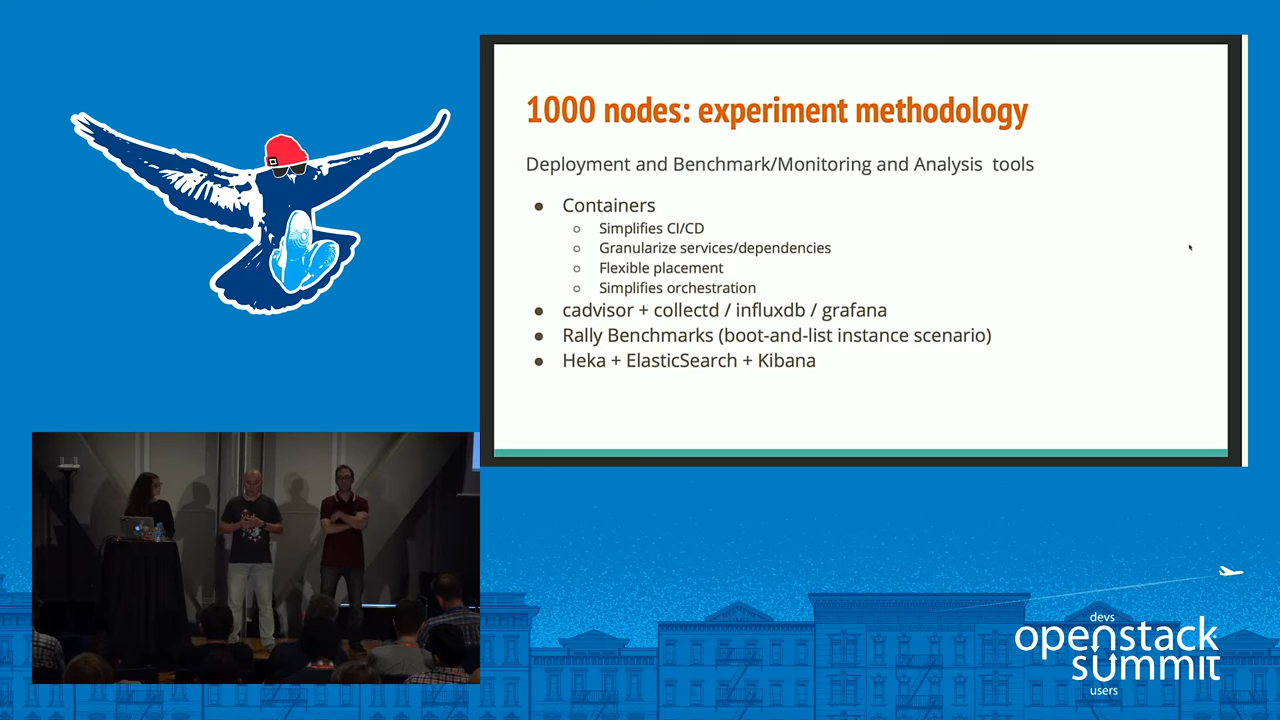 1000 nodes: experiment methodology
Deployment and Benchmark/Monitoring and Analysis tools
● Containers
○ Simplifies CI/CD
○ Granularize services/dependencies
○ Flexible placement
○ Simplifies orchestration
● cadvisor + collectd / influxdb / grafana
● Rally Benchmarks (boot-and-list instance scenario)
● Heka + ElasticSearch + Kibana
devs
openstack
summit
users